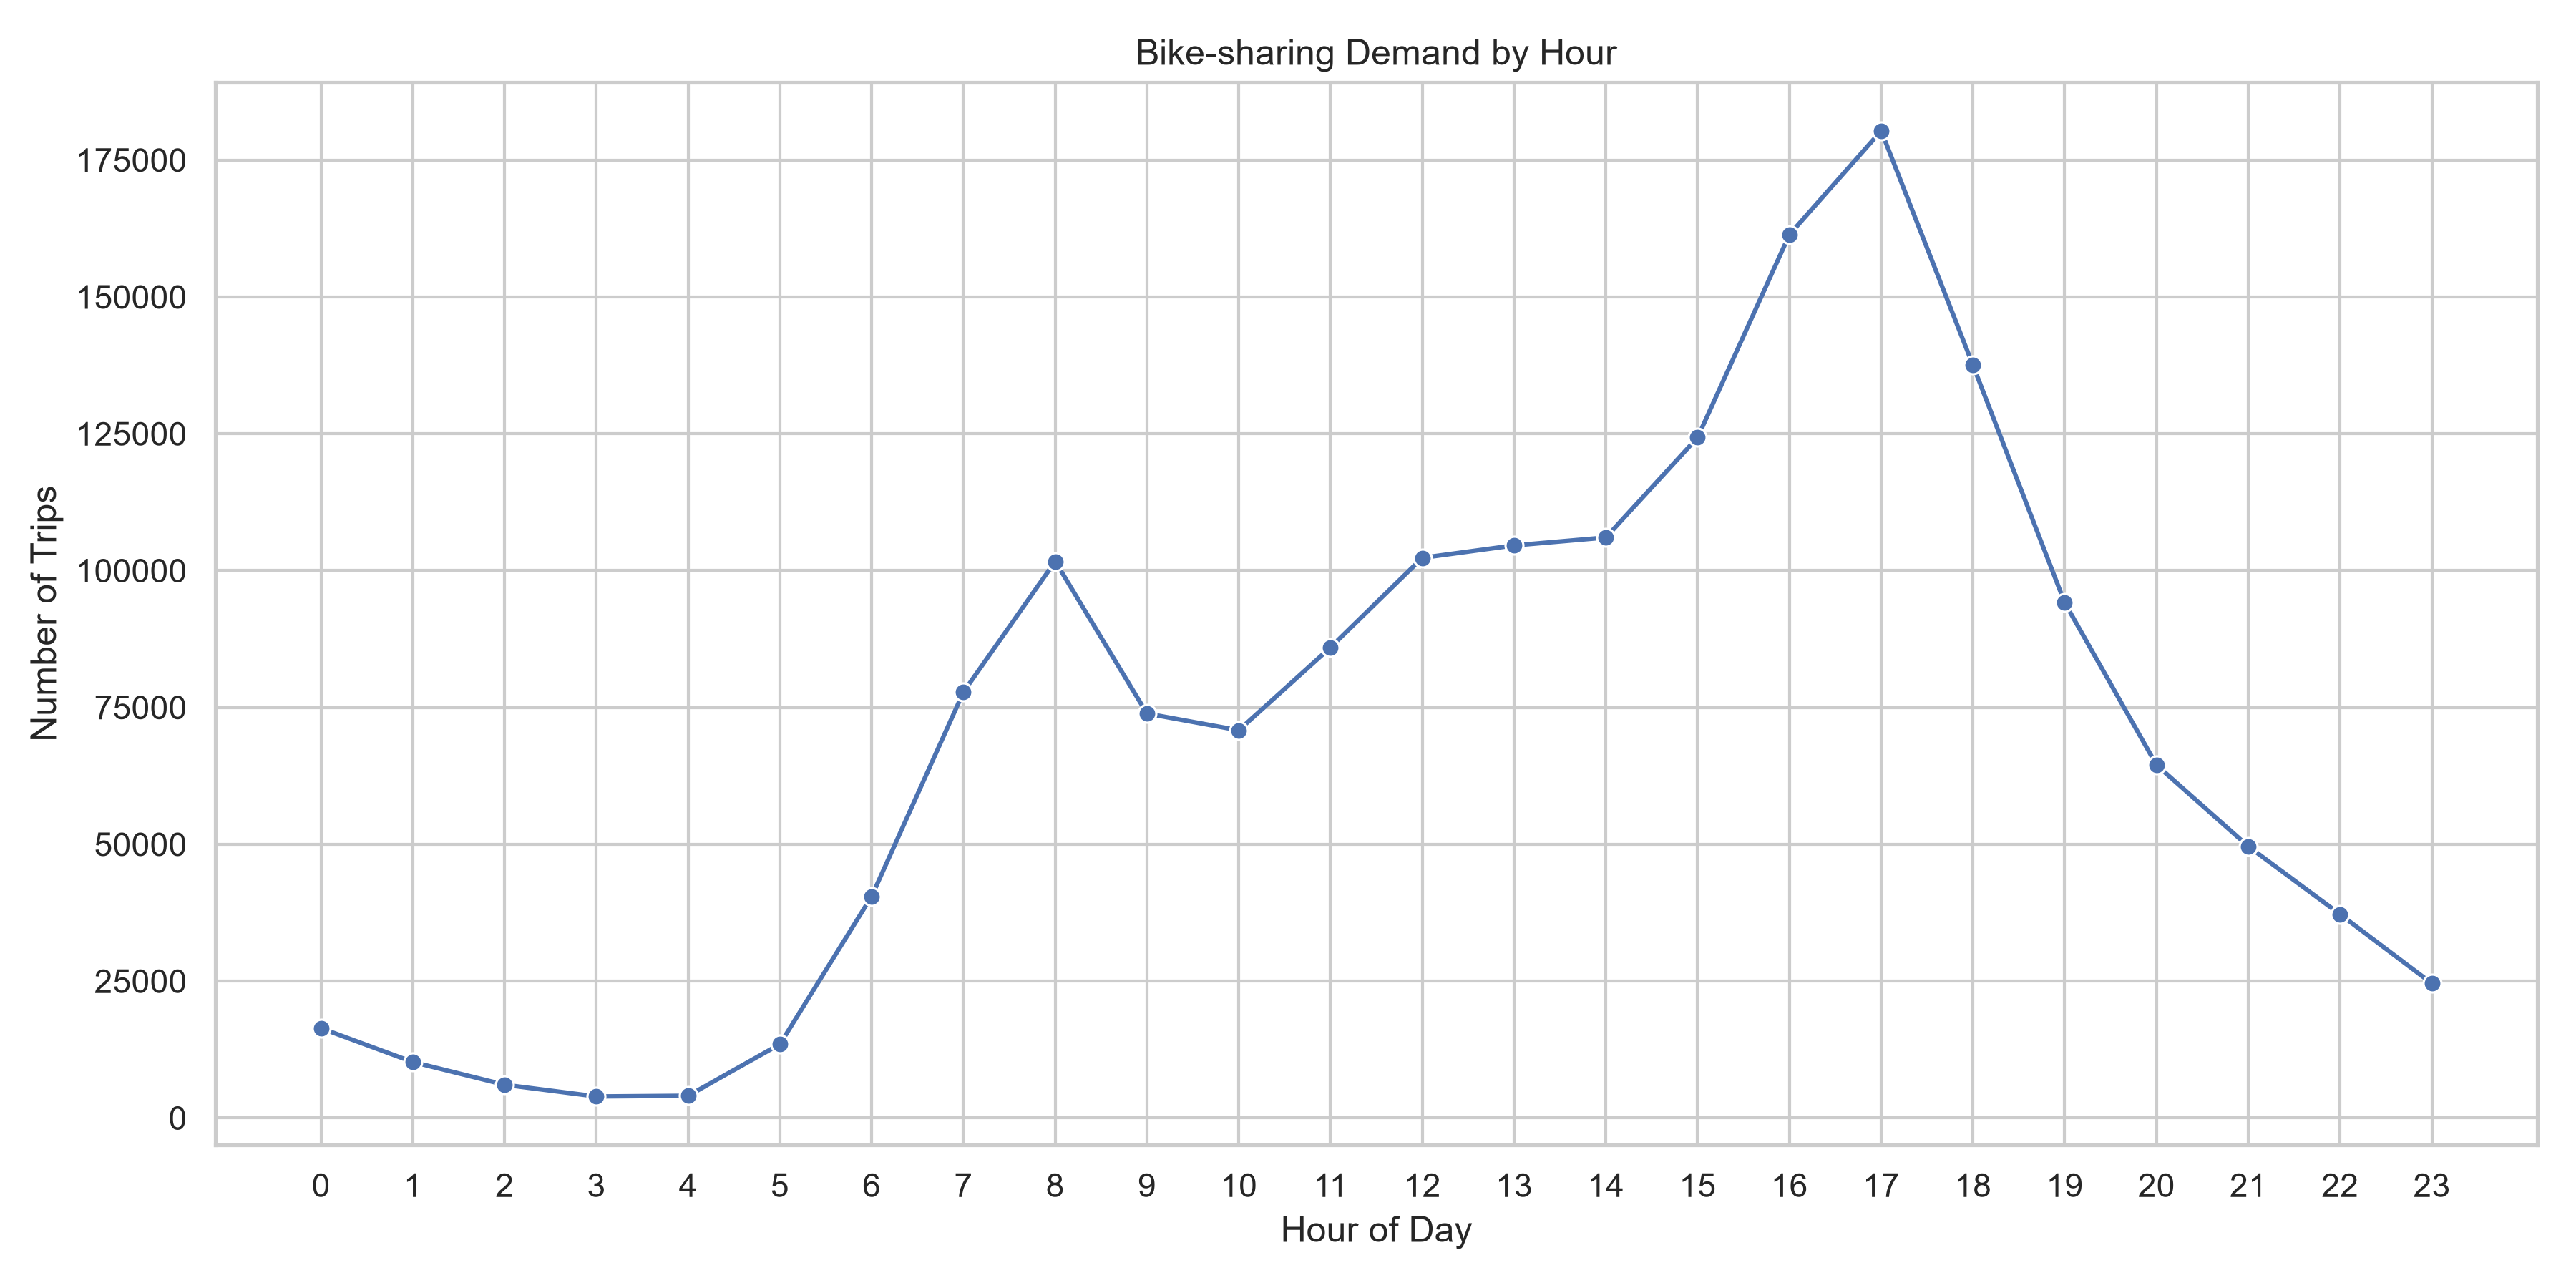 Bike-sharing Demand by Hour
Number of Trips
175000
150000
125000
100000
75000
50000
25000
0
0 1 2 3 4 5 6 7 8 9 10 11 12 13 14 15 16 17 18 19 20 21 22 23
Hour of Day